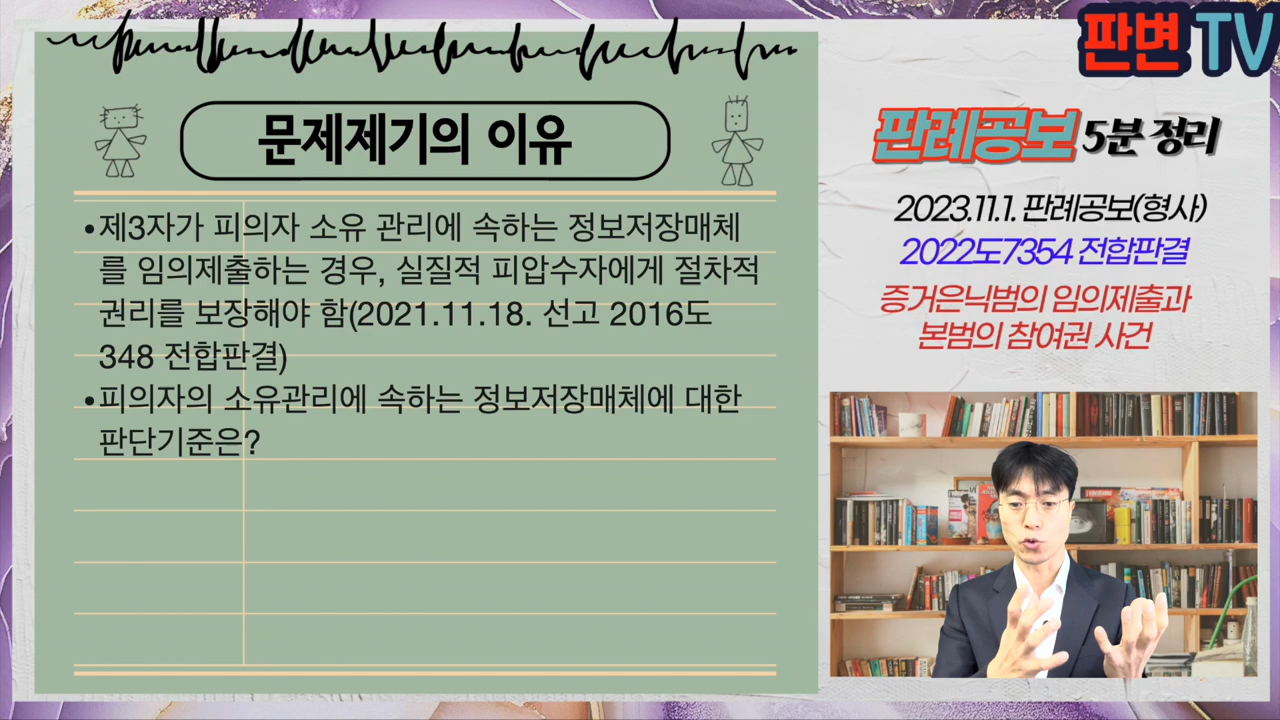 판변 TV
문제제기의 이유
•제3자가 피의자 소유 관리에 속하는 정보저장매체
를 임의제출하는 경우, 실질적 피압수자에게 절차적
권리를 보장해야 함(2021.11.18. 선고 2016도
348 전합판결)
•피의자의 소유관리에 속하는 정보저장매체에 대한
판단기준은?
판례공보 5분 정리
2023.11.1. 판례공보(형사)
2022도7354 전합판결
증거은닉범의 임의제출과
본범의 참여권 사건